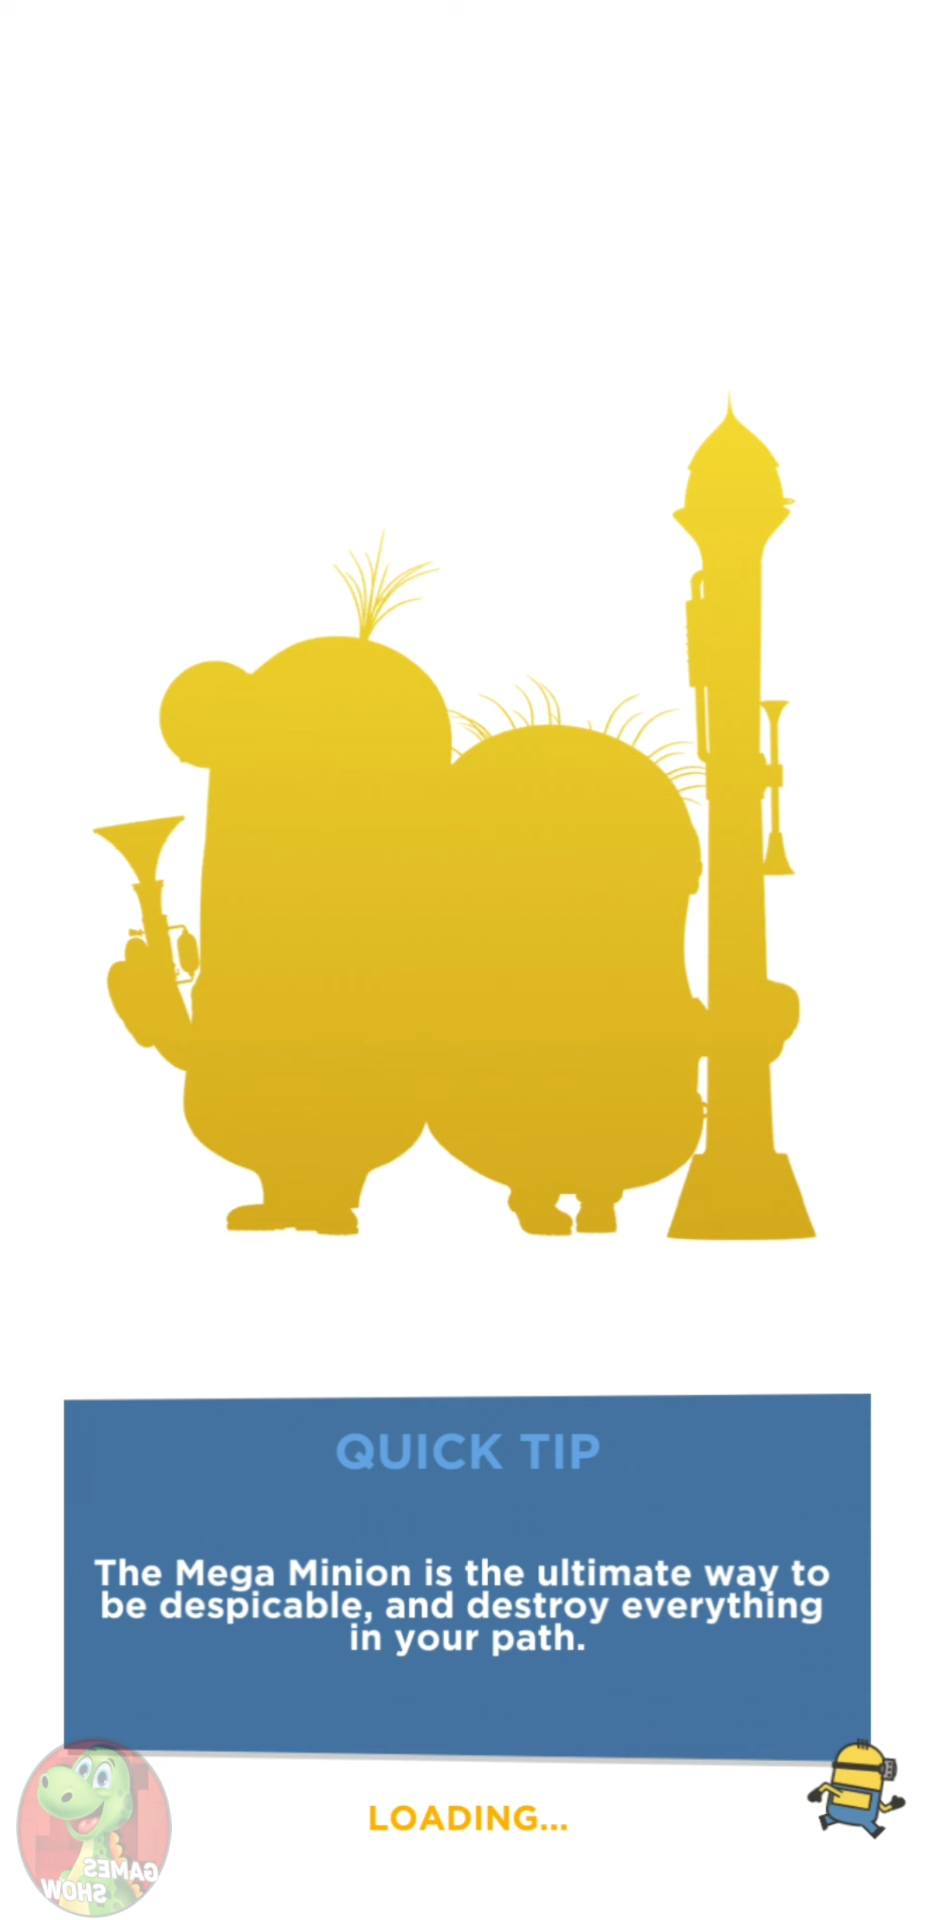 QUICK TIP
The Mega Minion is the ultimate way to
be despicable, and destroy everything
in your path.
LOADING...
GAMES
SHOW